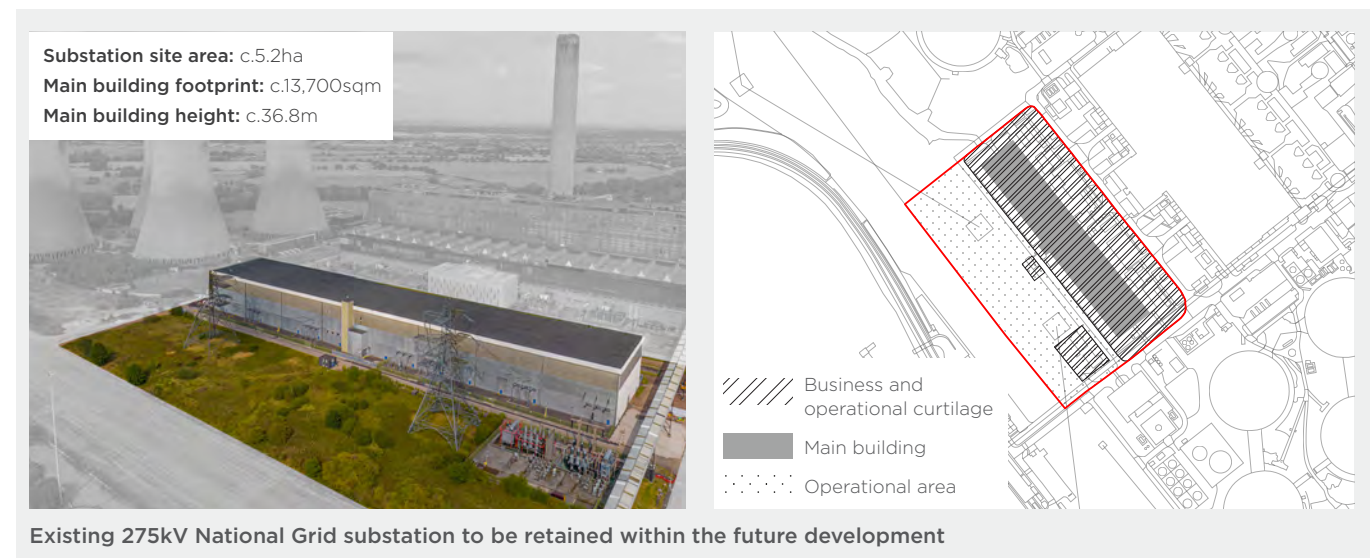 Substation site area: c.5.2ha
Main building footprint: c.13,700sqm
Main building height: c.36.8m
Business and
operational curtilage
Main building
Operational area
Existing 275kV National Grid substation to be retained within the future development